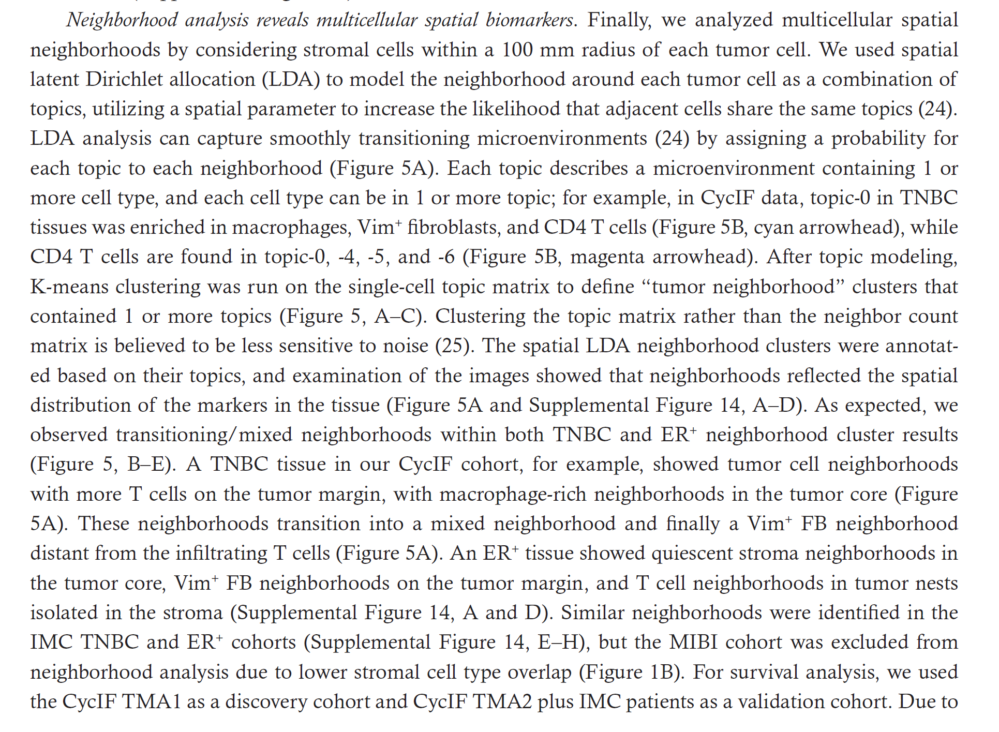 Neighborhood analysis reveals multicellular spatial biomarkers. Finally, we analyzed multicellular spatial
neighborhoods by considering stromal cells within a 100 mm radius of each tumor cell. We used spatial
latent Dirichlet allocation (LDA) to model the neighborhood around each tumor cell as a combination of
topics, utilizing a spatial parameter to increase the likelihood that adjacent cells share the same topics (24).
LDA analysis can capture smoothly transitioning microenvironments (24) by assigning a probability for
each topic to each neighborhood (Figure 5A). Each topic describes a microenvironment containing 1 or
more cell type, and each cell type can be in 1 or more topic; for example, in CycIF data, topic-0 in TNBC
tissues was enriched in macrophages, Vim⁺ fibroblasts, and CD4 T cells (Figure 5B, cyan arrowhead), while
CD4 T cells are found in topic-0, -4, -5, and -6 (Figure 5B, magenta arrowhead). After topic modeling,
K-means clustering was run on the single-cell topic matrix to define “tumor neighborhood” clusters that
contained 1 or more topics (Figure 5, A–C). Clustering the topic matrix rather than the neighbor count
matrix is believed to be less sensitive to noise (25). The spatial LDA neighborhood clusters were annotat-
ed based on their topics, and examination of the images showed that neighborhoods reflected the spatial
distribution of the markers in the tissue (Figure 5A and Supplemental Figure 14, A–D). As expected, we
observed transitioning/mixed neighborhoods within both TNBC and ER⁺ neighborhood cluster results
(Figure 5, B–E). A TNBC tissue in our CycIF cohort, for example, showed tumor cell neighborhoods
with more T cells on the tumor margin, with macrophage-rich neighborhoods in the tumor core (Figure
5A). These neighborhoods transition into a mixed neighborhood and finally a Vim⁺ FB neighborhood
distant from the infiltrating T cells (Figure 5A). An ER⁺ tissue showed quiescent stroma neighborhoods in
the tumor core, Vim⁺ FB neighborhoods on the tumor margin, and T cell neighborhoods in tumor nests
isolated in the stroma (Supplemental Figure 14, A and D). Similar neighborhoods were identified in the
IMC TNBC and ER⁺ cohorts (Supplemental Figure 14, E–H), but the MIBI cohort was excluded from
neighborhood analysis due to lower stromal cell type overlap (Figure 1B). For survival analysis, we used
the CycIF TMA1 as a discovery cohort and CycIF TMA2 plus IMC patients as a validation cohort. Due to